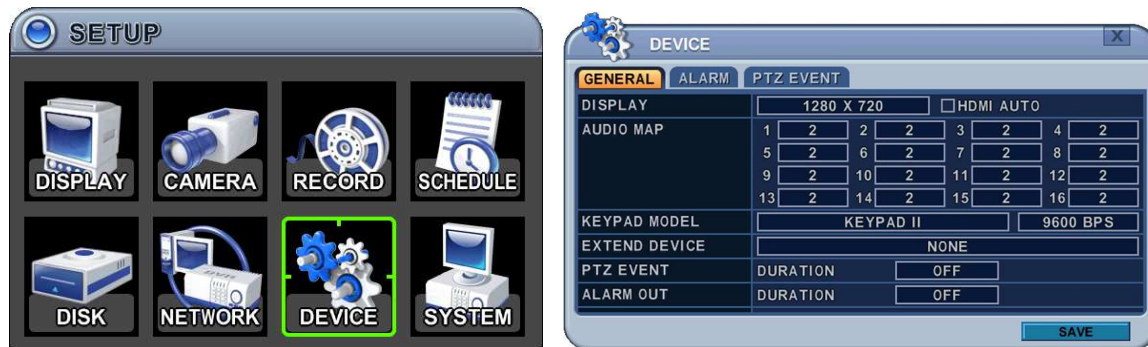 SETUP
DISPLAY CAMERA RECORD SCHEDULE
DISK NETWORK DEVICE SYSTEM
DEVICE X
GENERAL ALARM PTZ EVENT
DISPLAY 1280 X 720 HDMI AUTO
AUDIO MAP 1 2 2 2 3 2 4 2
5 2 6 2 7 2 8 2
9 2 10 2 11 2 12 2
13 2 14 2 15 2 16 2
KEYPAD MODEL KEYPAD II 9600 BPS
EXTEND DEVICE NONE
PTZ EVENT DURATION OFF
ALARM OUT DURATION OFF
SAVE